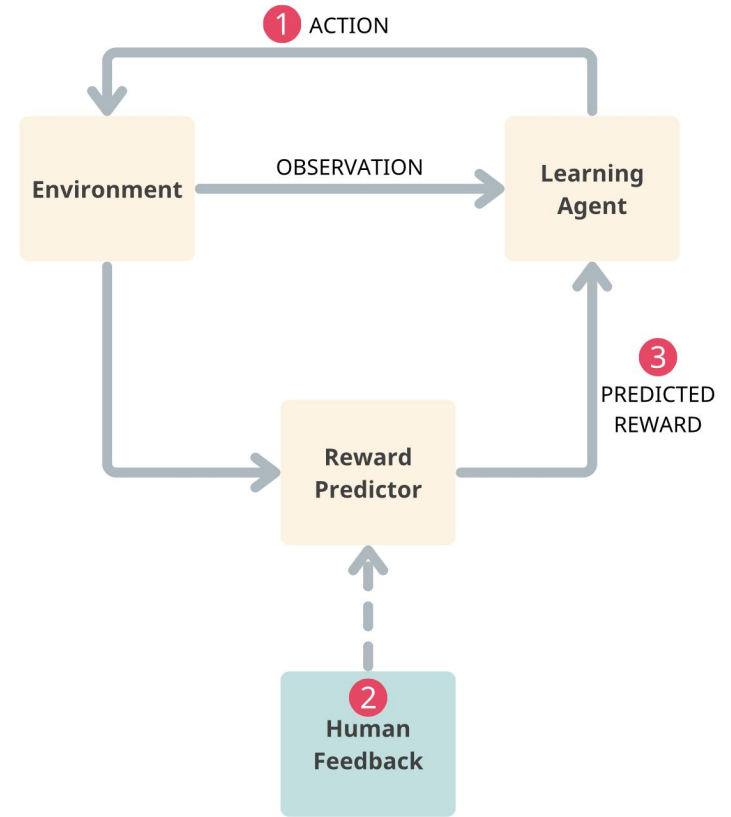 1 ACTION
Environment
OBSERVATION
Learning
Agent
3
PREDICTED
REWARD
Reward
Predictor
2
Human
Feedback